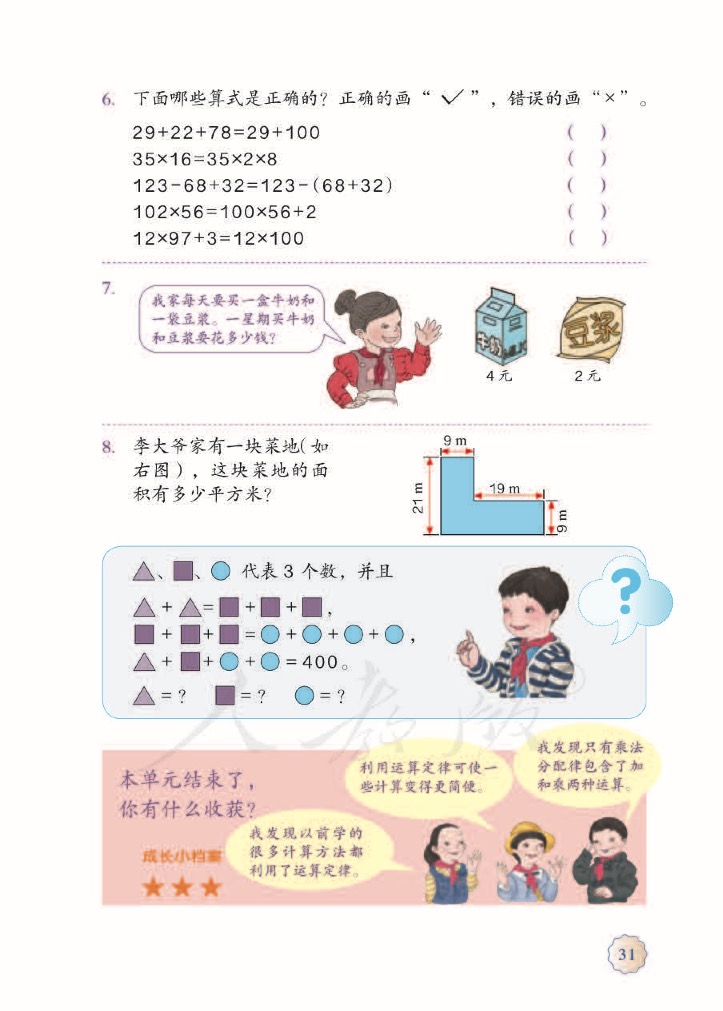 6. 下面哪些算式是正确的？正确的画“ ✓ ”，错误的画“×”。
29+22+78=29+100 ( )
35×16=35×2×8 ( )
123-68+32=123-(68+32) ( )
102×56=100×56+2 ( )
12×97+3=12×100 ( )
7.
我家每天要买一盒牛奶和
一袋豆浆。一星期买牛奶
和豆浆要花多少钱？
牛奶
MILK
豆浆
4元
2元
8. 李大爷家有一块菜地（如
右图），这块菜地的面
积有多少平方米？
9 m
21 m
19 m
9 m
△、■、○ 代表 3 个数，并且
△ + △ = ■ + ■ + ■，
■ + ■ + ■ = ○ + ○ + ○ + ○，
△ + ■ + ○ + ○ = 400。
△ = ？ ■ = ？ ○ = ？
?
人教版
本单元结束了，
你有什么收获？
成长小档案
利用运算定律可使一
些计算变得更简便。
我发现只有乘法
分配律包含了加
和乘两种运算。
我发现以前学的
很多计算方法都
利用了运算定律。
31